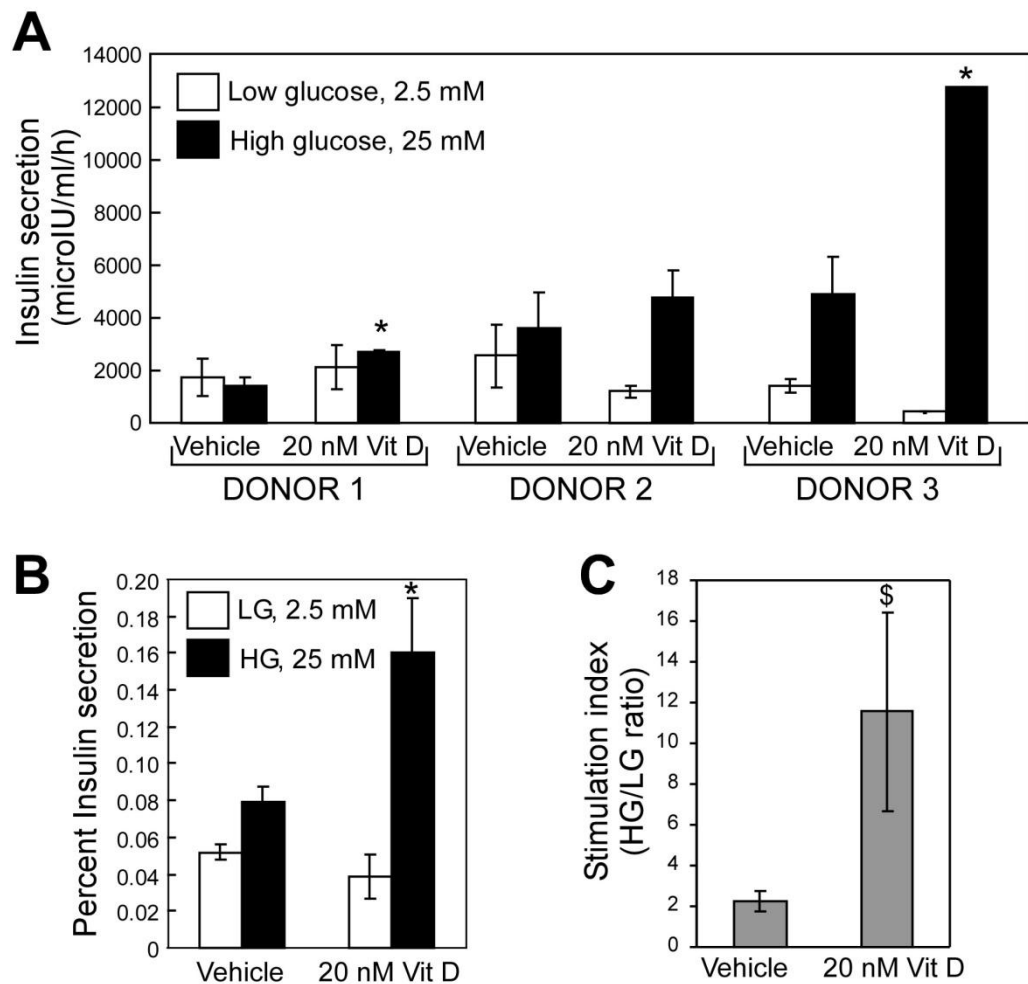 A
Insulin secretion
(microIU/ml/h)
14000
12000
10000
8000
6000
4000
2000
0
Low glucose, 2.5 mM
High glucose, 25 mM
*
*
Vehicle 20 nM Vit D Vehicle 20 nM Vit D Vehicle 20 nM Vit D
DONOR 1 DONOR 2 DONOR 3
B
Percent Insulin secretion
0.20
0.18
0.16
0.14
0.12
0.10
0.08
0.06
0.04
0.02
0
LG, 2.5 mM
HG, 25 mM
*
Vehicle 20 nM Vit D
C
Stimulation index
(HG/LG ratio)
18
16
14
12
10
8
6
4
2
0
$
Vehicle 20 nM Vit D